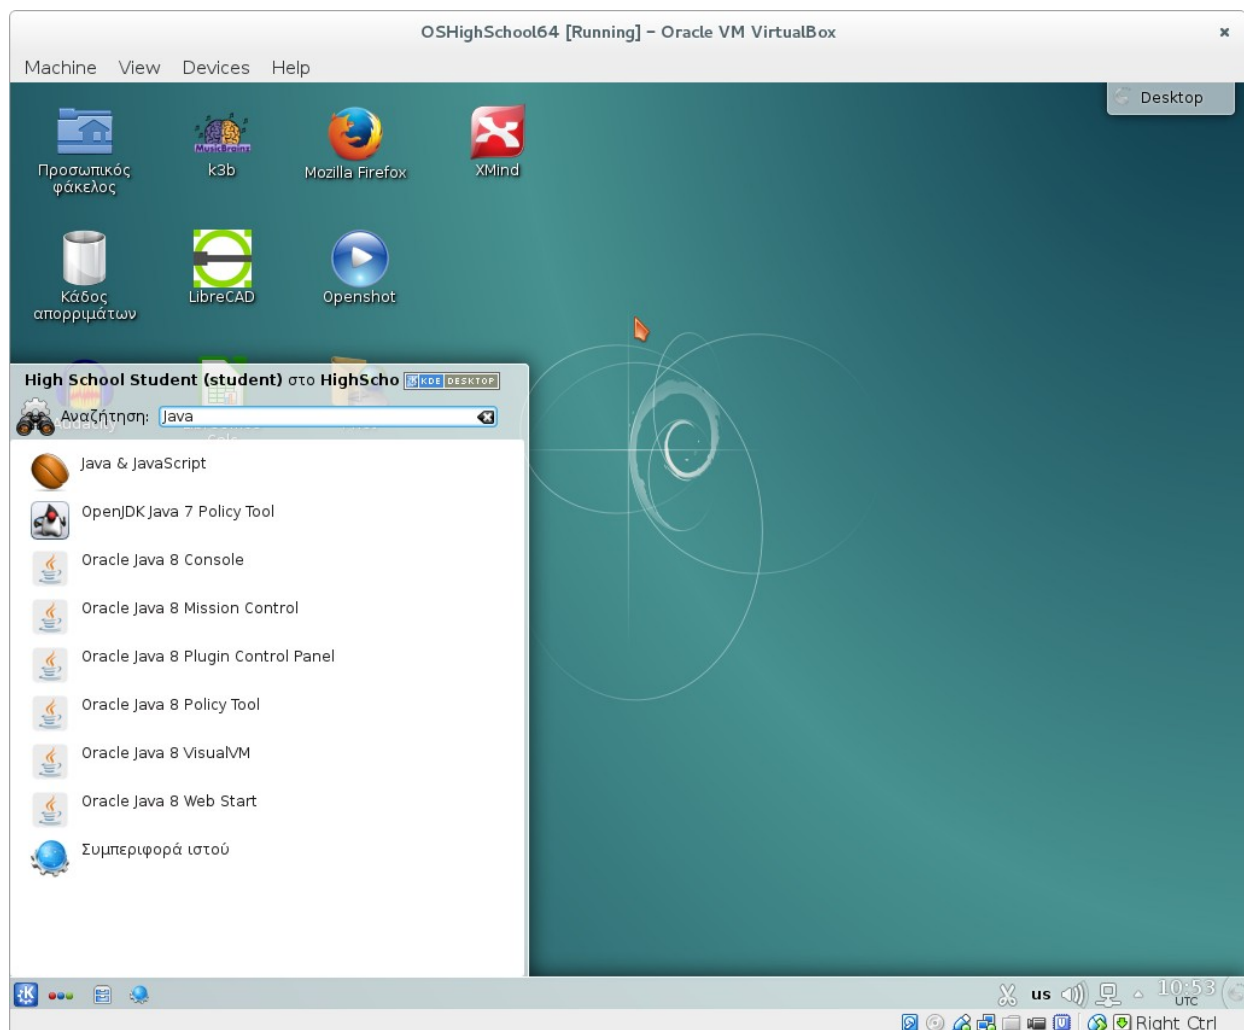 OSHighSchool64 [Running] – Oracle VM VirtualBox
Machine View Devices Help
Desktop
Προσωπικός
φάκελος
MusicBrainz
k3b
Mozilla Firefox
XMind
Κάδος
απορριμάτων
LibreCAD
Openshot
High School Student (student) στο HighScho
KDE DESKTOP
Audacity
Αναζήτηση: Java
Java & JavaScript
OpenJDK Java 7 Policy Tool
Oracle Java 8 Console
Oracle Java 8 Mission Control
Oracle Java 8 Plugin Control Panel
Oracle Java 8 Policy Tool
Oracle Java 8 VisualVM
Oracle Java 8 Web Start
Συμπεριφορά ιστού
us
10:53
UTC
Right Ctrl